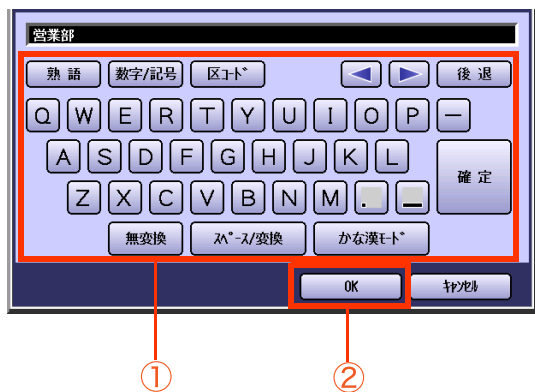 営業部
熟 語 数字/記号 区ｺｰﾄﾞ 後 退
Q W E R T Y U I O P ー
A S D F G H J K L 確 定
Z X C V B N M . _
無変換 ｽﾍﾟｰｽ/変換 かな漢ﾓｰﾄﾞ
OK ｷｬﾝｾﾙ
① ②